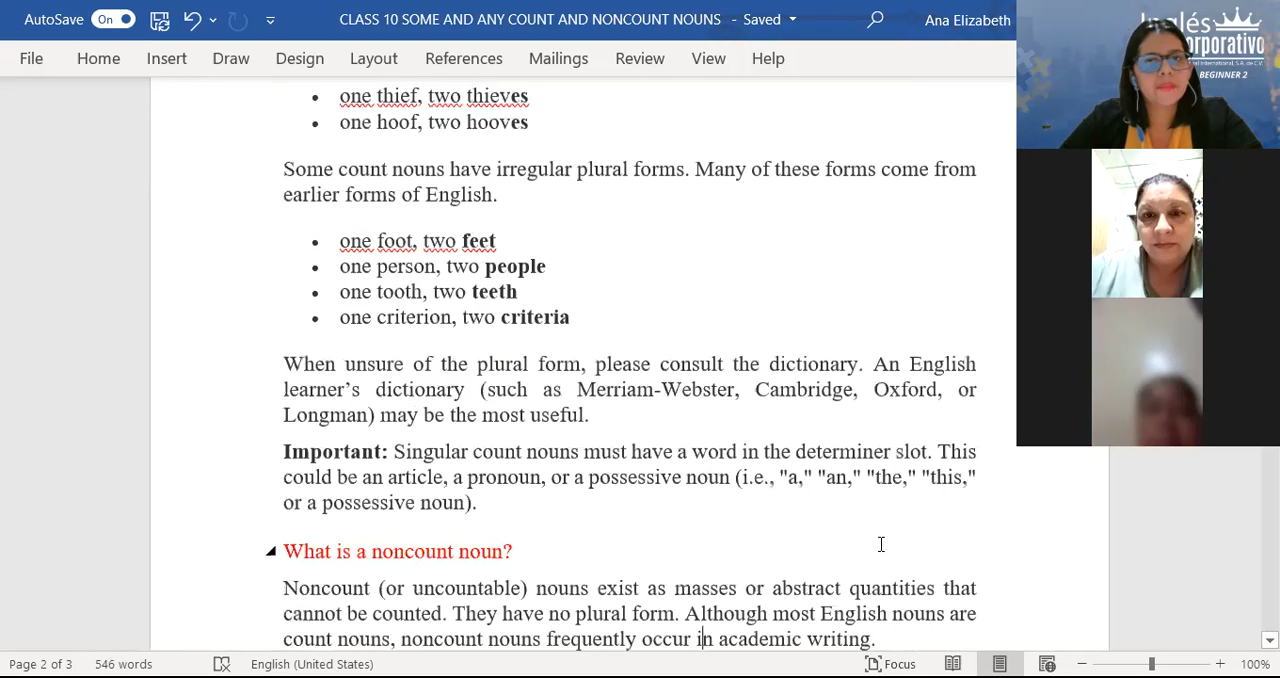 AutoSave On CLASS 10 SOME AND ANY COUNT AND NONCOUNT NOUNS - Saved Ana Elizabeth
File Home Insert Draw Design Layout References Mailings Review View Help
• one thief, two thieves
• one hoof, two hooves
Some count nouns have irregular plural forms. Many of these forms come from
earlier forms of English.
• one foot, two feet
• one person, two people
• one tooth, two teeth
• one criterion, two criteria
When unsure of the plural form, please consult the dictionary. An English
learner's dictionary (such as Merriam-Webster, Cambridge, Oxford, or
Longman) may be the most useful.
Important: Singular count nouns must have a word in the determiner slot. This
could be an article, a pronoun, or a possessive noun (i.e., "a," "an," "the," "this,"
or a possessive noun).
What is a noncount noun?
Noncount (or uncountable) nouns exist as masses or abstract quantities that
cannot be counted. They have no plural form. Although most English nouns are
count nouns, noncount nouns frequently occur in academic writing.
Page 2 of 3 546 words English (United States) Focus 100%
Inglés
orporativo
BEGINNER 2